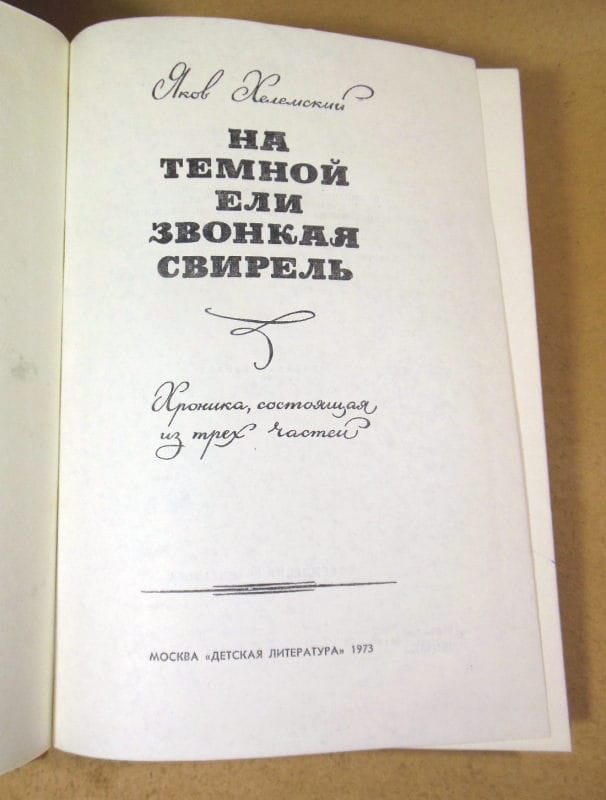 Яков Хелемский
НА
ТЕМНОЙ
ЕЛИ
ЗВОНКАЯ
СВИРЕЛЬ
Хроника, состоящая
из трех частей
МОСКВА «ДЕТСКАЯ ЛИТЕРАТУРА» 1973